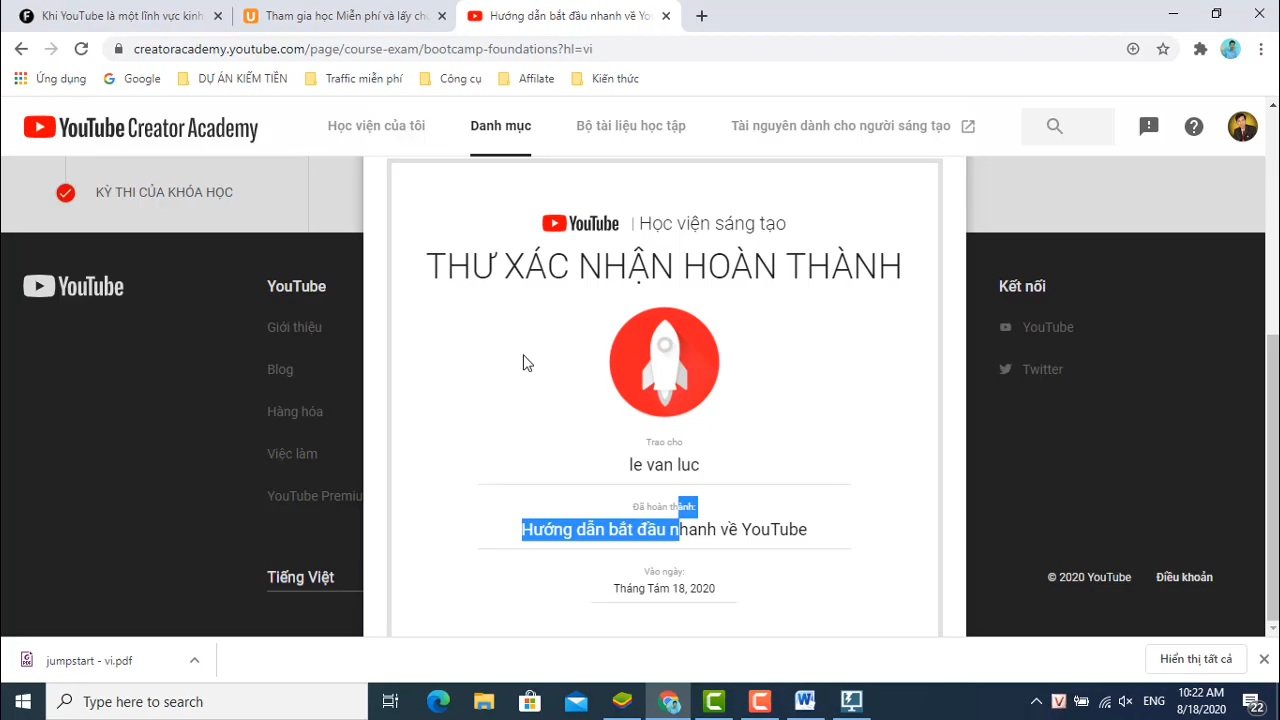 Khi YouTube là một lĩnh vực kinh
Tham gia học Miễn phí và lấy ch
Hướng dẫn bắt đầu nhanh về Yo
creatoracademy.youtube.com/page/course-exam/bootcamp-foundations?hl=vi
Ứng dụng
Google
DỰ ÁN KIẾM TIỀN
Traffic miễn phí
Công cụ
Affilate
Kiến thức
YouTube Creator Academy
Học viện của tôi
Danh mục
Bộ tài liệu học tập
Tài nguyên dành cho người sáng tạo
KỲ THI CỦA KHÓA HỌC
YouTube | Học viện sáng tạo
THƯ XÁC NHẬN HOÀN THÀNH
Trao cho
le van luc
Đã hoàn thành:
Hướng dẫn bắt đầu nhanh về YouTube
Vào ngày:
Tháng Tám 18, 2020
YouTube
YouTube
Giới thiệu
Blog
Hàng hóa
Việc làm
YouTube Premiu
Tiếng Việt
Kết nối
YouTube
Twitter
© 2020 YouTube
Điều khoản
jumpstart - vi.pdf
Hiển thị tất cả
Type here to search
ENG
10:22 AM
8/18/2020
22